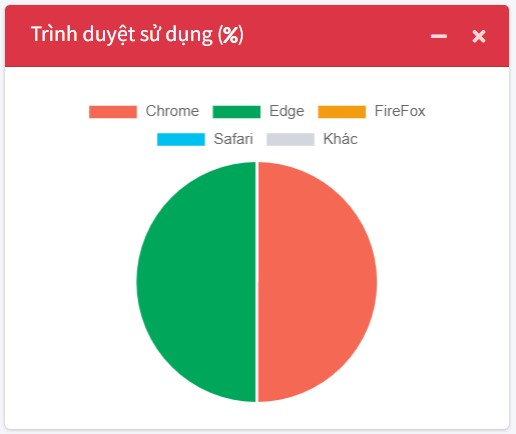 Trình duyệt sử dụng (%)
Chrome Edge FireFox
Safari Khác